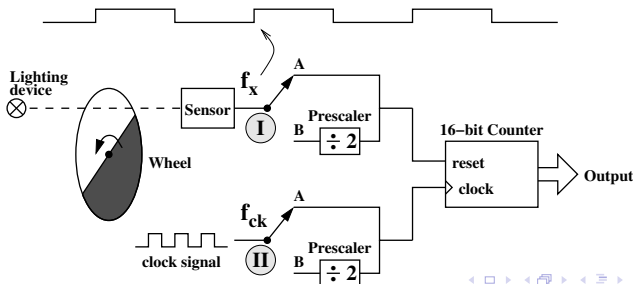 Lighting
device
f_x
A
Sensor
I
B
Prescaler
÷ 2
16−bit Counter
reset
clock
Output
Wheel
f_ck
A
clock signal
II
B
Prescaler
÷ 2